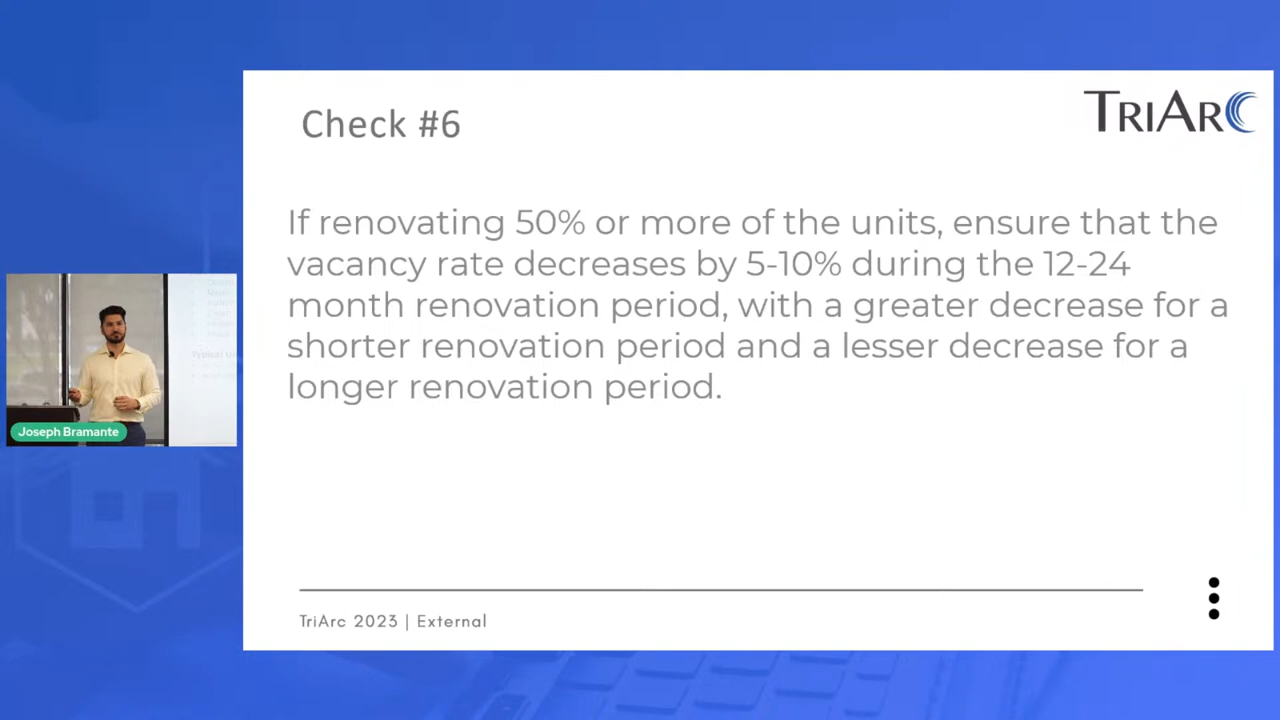 Check #6
TRIARC
If renovating 50% or more of the units, ensure that the
vacancy rate decreases by 5-10% during the 12-24
month renovation period, with a greater decrease for a
shorter renovation period and a lesser decrease for a
longer renovation period.
Joseph Bramante
TriArc 2023 | External